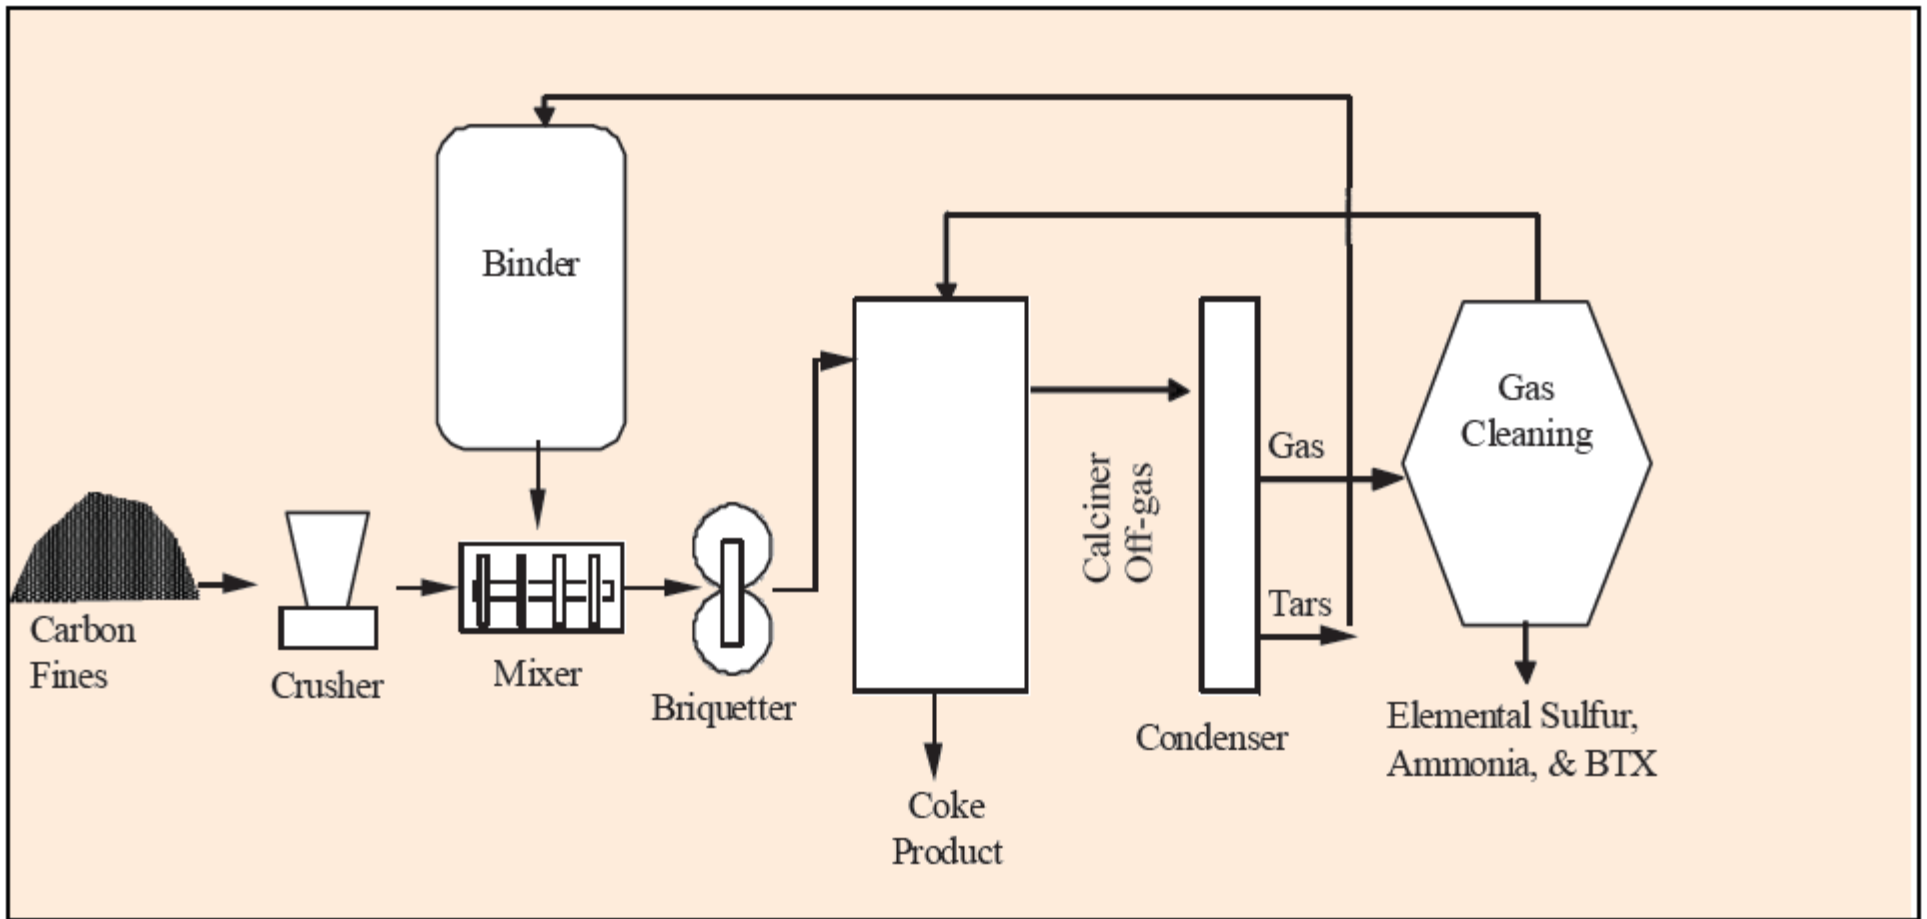 Binder
Gas
Cleaning
Gas
Calciner
Off-gas
Tars
Carbon
Fines
Crusher
Mixer
Briquetter
Condenser
Elemental Sulfur,
Ammonia, & BTX
Coke
Product